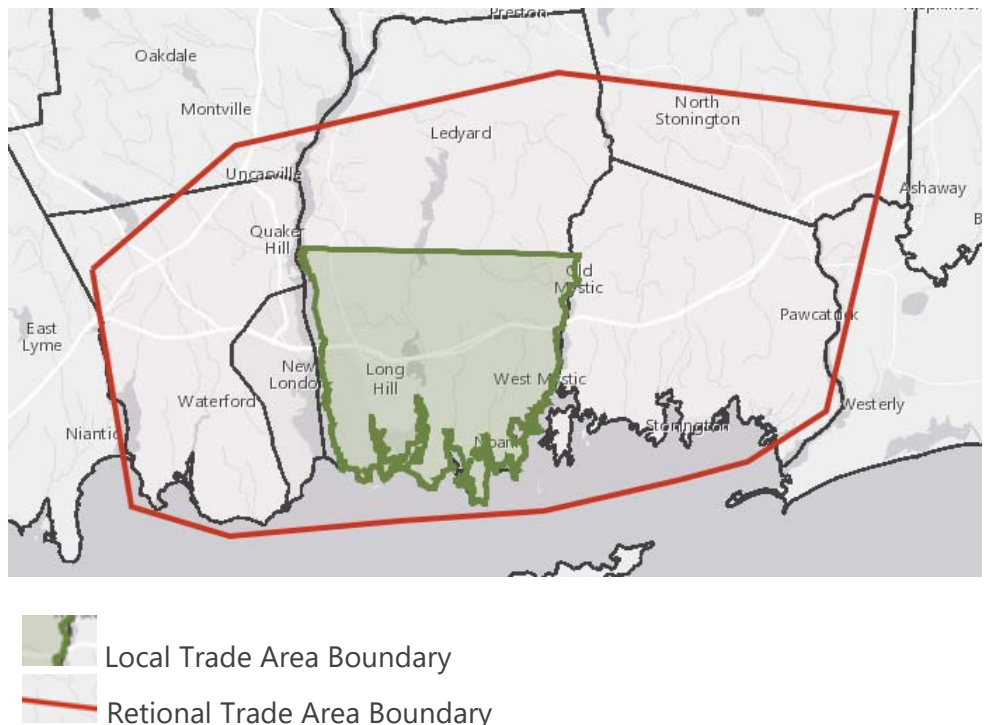 Preston
Oakdale
Montville
North
Stonington
Ledyard
Uncasville
Ashaway
Quaker
Hill
Old
Mystic
Pawcatuck
East
Lyme
New
London
Long
Hill
West Mystic
Waterford
Westerly
Niantic
Stonington
Noank
Local Trade Area Boundary
Retional Trade Area Boundary